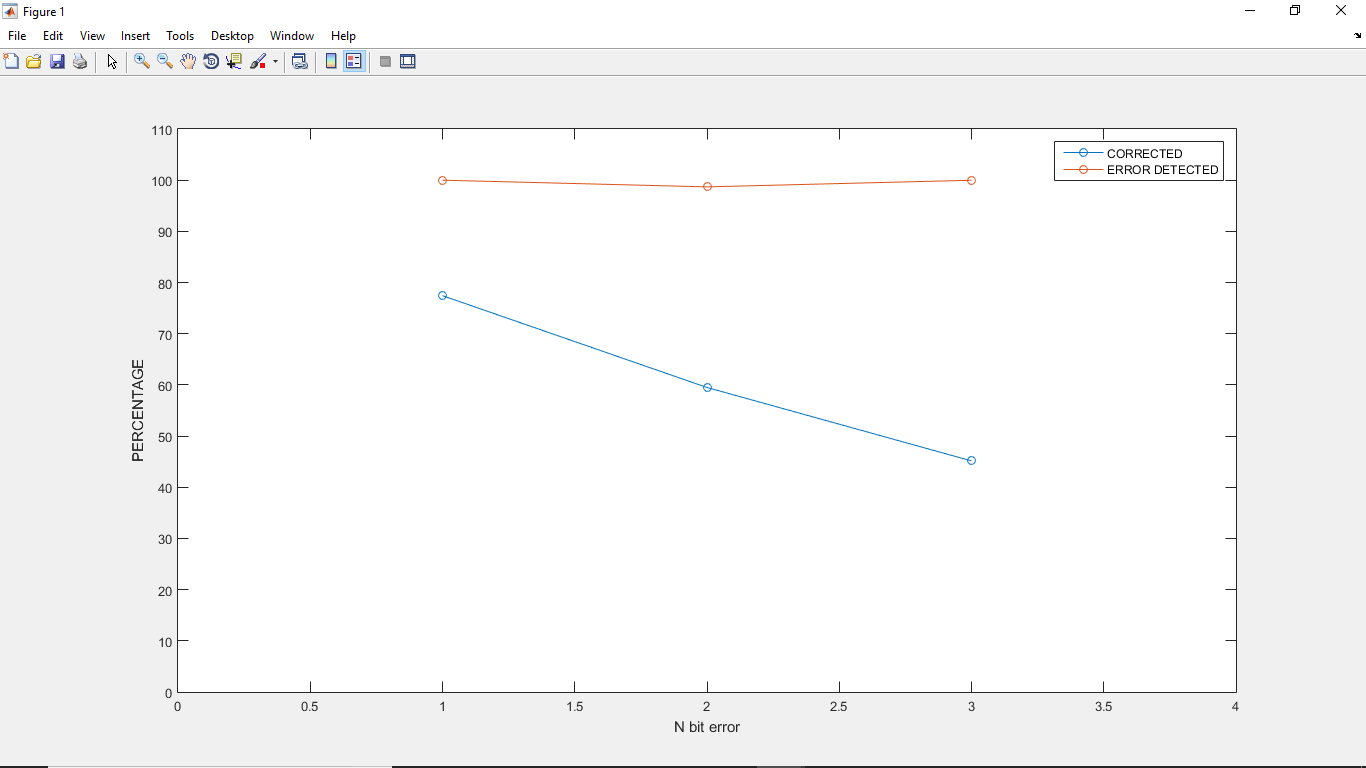 Figure 1
File Edit View Insert Tools Desktop Window Help
110
100
90
80
70
60
50
40
30
20
10
0
PERCENTAGE
CORRECTED
ERROR DETECTED
0 0.5 1 1.5 2 2.5 3 3.5 4
N bit error